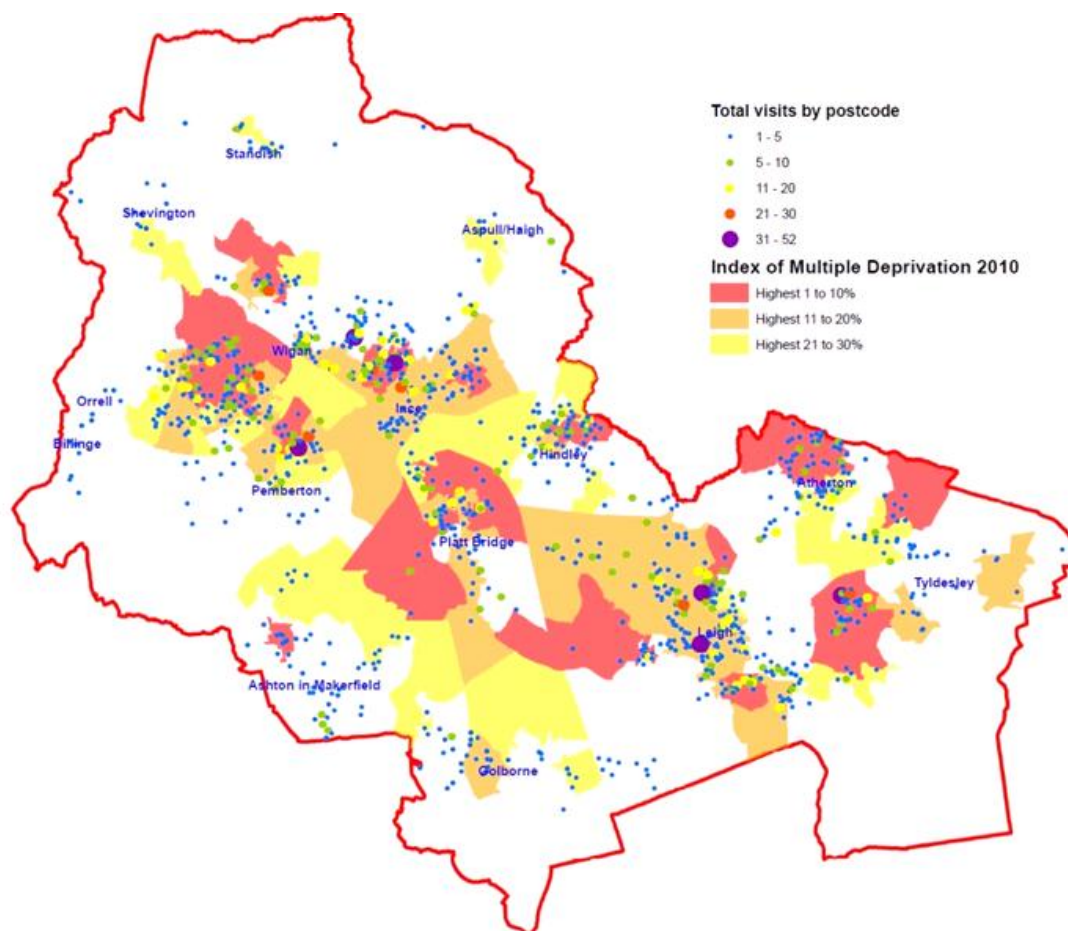 Total visits by postcode
1 - 5
5 - 10
11 - 20
21 - 30
31 - 52
Index of Multiple Deprivation 2010
Highest 1 to 10%
Highest 11 to 20%
Highest 21 to 30%
Standish
Shevington
Aspull/Haigh
Wigan
Orrell
Ince
Billinge
Hindley
Pemberton
Atherton
Platt Bridge
Tyldesley
Leigh
Ashton in Makerfield
Golborne